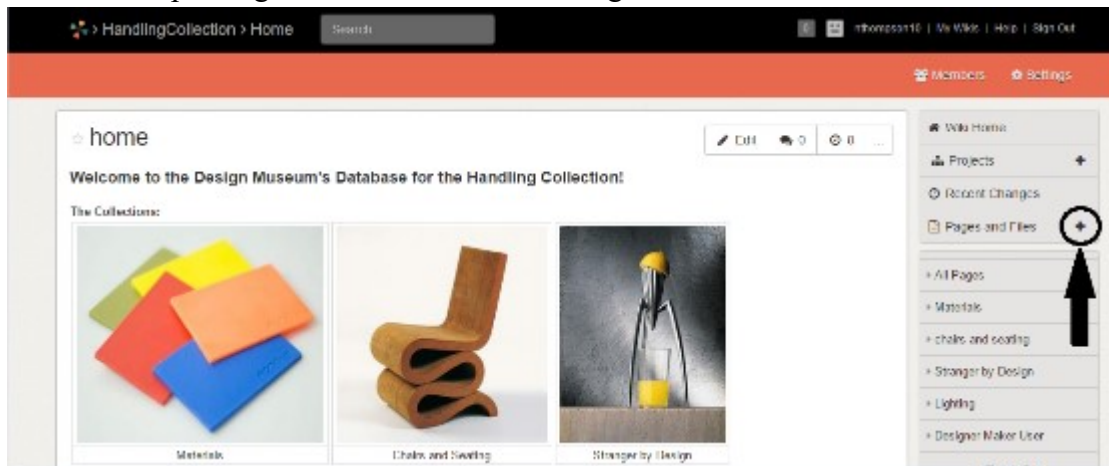 > HandlingCollection > Home Search 0 nthompson10 | My Wikis | Help | Sign Out
Members Settings
home
Edit 0 0 ...
Welcome to the Design Museum's Database for the Handling Collection!
The Collections:
Materials Chairs and Seating Stranger by Design
Wiki Home
Projects +
Recent Changes
Pages and Files +
All Pages
Materials
chairs and seating
Stranger by Design
Lighting
Designer Maker User